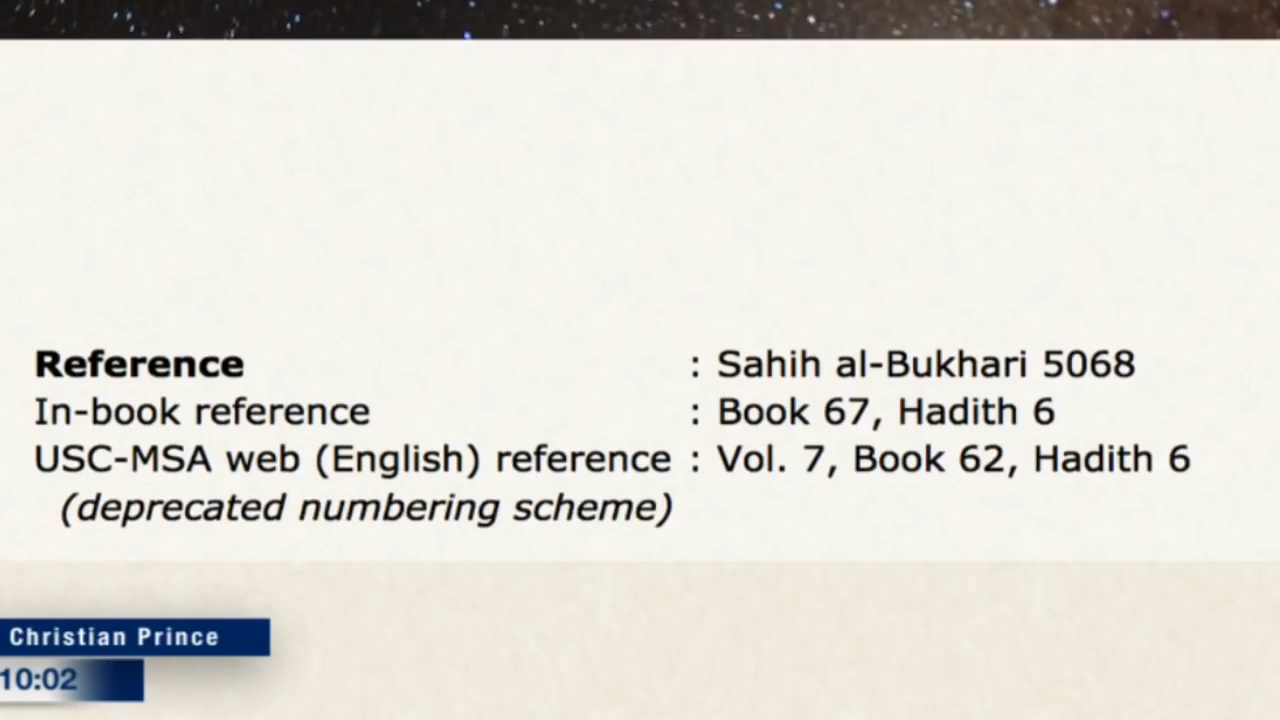 Reference : Sahih al-Bukhari 5068
In-book reference : Book 67, Hadith 6
USC-MSA web (English) reference : Vol. 7, Book 62, Hadith 6
(deprecated numbering scheme)
Christian Prince
10:02